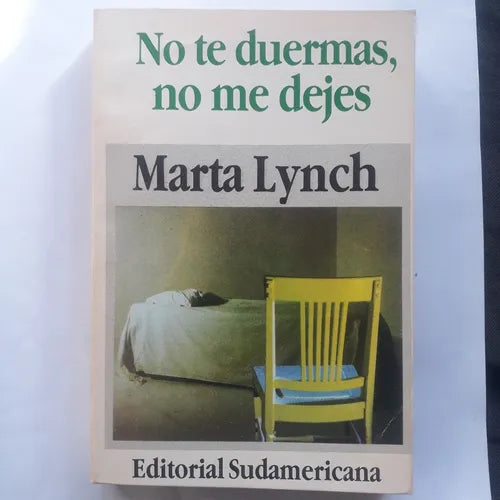 No te duermas,
no me dejes
Marta Lynch
Editorial Sudamericana